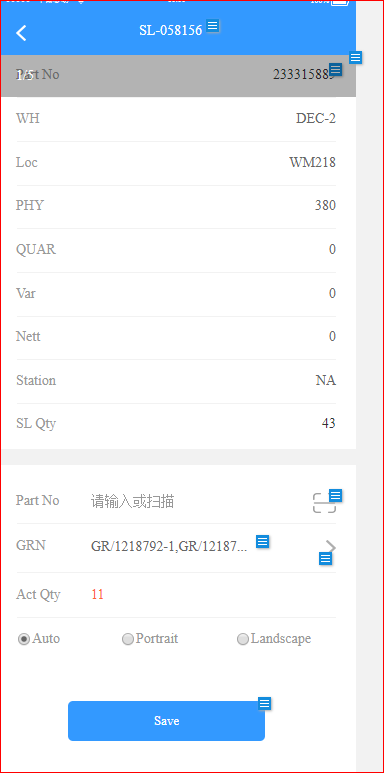 SL-058156
Part No
WH DEC-2
Loc WM218
PHY 380
QUAR 0
Var 0
Nett 0
Station NA
SL Qty 43
Part No 请输入或扫描
GRN GR/1218792-1,GR/12187...
Act Qty 11
Auto Portrait Landscape
Save